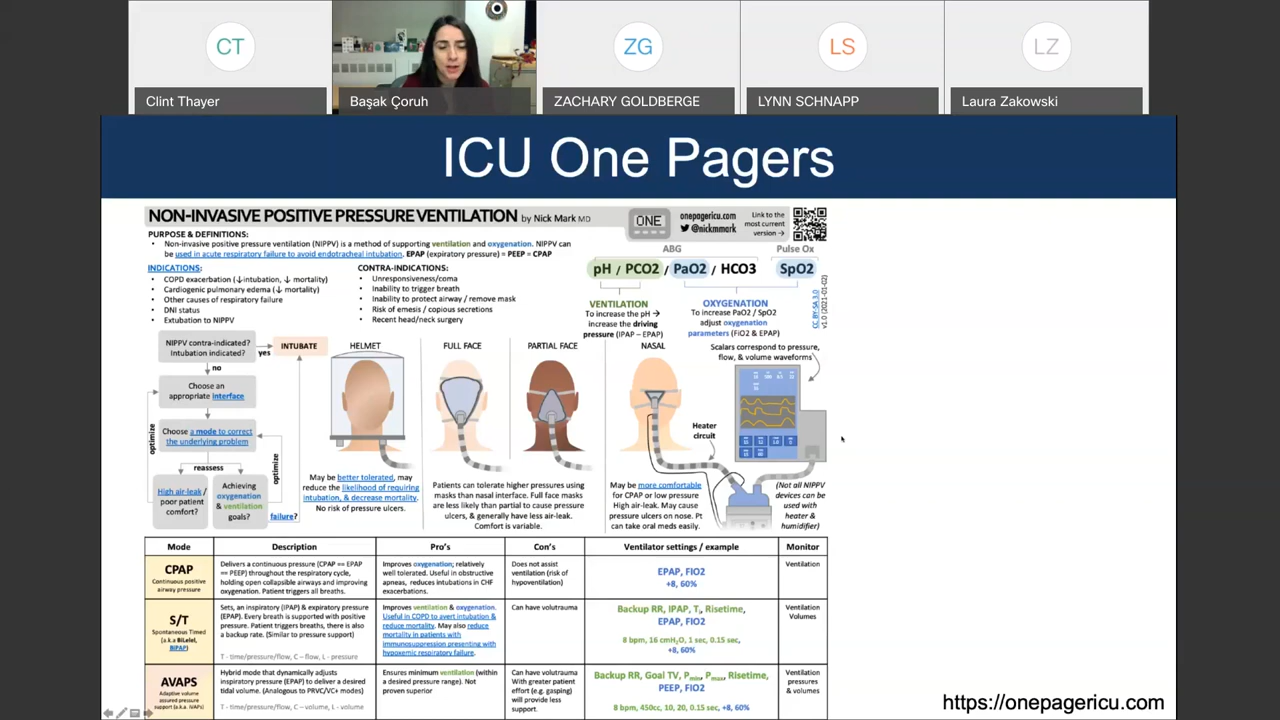 CT
ZG
LS
LZ
Clint Thayer
Başak Çoruh
ZACHARY GOLDBERGE
LYNN SCHNAPP
Laura Zakowski
ICU One Pagers
NON-INVASIVE POSITIVE PRESSURE VENTILATION by Nick Mark MD
ONE
onepagericu.com
@nickmmark
Link to the
most current
version →
PURPOSE & DEFINITIONS:
• Non-invasive positive pressure ventilation (NIPPV) is a method of supporting ventilation and oxygenation. NIPPV can
be used in acute respiratory failure to avoid endotracheal intubation. EPAP (expiratory pressure) = PEEP = CPAP
INDICATIONS:
• COPD exacerbation (↓intubation, ↓ mortality)
• Cardiogenic pulmonary edema (↓ mortality)
• Other causes of respiratory failure
• DNI status
• Extubation to NIPPV
CONTRA-INDICATIONS:
• Unresponsiveness/coma
• Inability to trigger breath
• Inability to protect airway / remove mask
• Risk of emesis / copious secretions
• Recent head/neck surgery
ABG
Pulse Ox
pH / PCO2 / PaO2 / HCO3
SpO2
VENTILATION
To increase the pH →
increase the driving
pressure (IPAP – EPAP)
OXYGENATION
To increase PaO2 / SpO2
adjust oxygenation
parameters (FiO2 & EPAP)
CC BY-SA 3.0
v1.0 (2021-01-02)
NIPPV contra-indicated?
Intubation indicated?
yes
INTUBATE
no
Choose an
appropriate interface
Choose a mode to correct
the underlying problem
optimize
reassess
optimize
High air-leak /
poor patient
comfort?
Achieving
oxygenation
& ventilation
goals?
failure?
HELMET
May be better tolerated, may
reduce the likelihood of requiring
intubation, & decrease mortality.
No risk of pressure ulcers.
FULL FACE
PARTIAL FACE
Patients can tolerate higher pressures using
masks than nasal interface. Full face masks
are less likely than partial to cause pressure
ulcers, & generally have less air-leak.
Comfort is variable.
NASAL
May be more comfortable
for CPAP or low pressure
High air-leak. May cause
pressure ulcers on nose. Pt
can take oral meds easily.
Scalars correspond to pressure,
flow, & volume waveforms
Heater
circuit
(Not all NIPPV
devices can be
used with
heater &
humidifier)
Mode
Description
Pro's
Con's
Ventilator settings / example
Monitor
CPAP
Continuous positive
airway pressure
Delivers a continuous pressure (CPAP == EPAP
== PEEP) throughout the respiratory cycle,
holding open collapsible airways and improving
oxygenation. Patient triggers all breaths.
Improves oxygenation; relatively
well tolerated. Useful in obstructive
apneas, reduces intubations in CHF
exacerbations.
Does not assist
ventilation (risk of
hypoventilation)
EPAP, FIO2
+8, 60%
Ventilation
S/T
Spontaneous Timed
(a.k.a BiLelel,
BIPAP)
Sets, an inspiratory (IPAP) & expiratory pressure
(EPAP). Every breath is supported with positive
pressure. Patient triggers breaths, there is also
a backup rate. (Similar to pressure support)
T - time/pressure/flow, C – flow, L - pressure
Improves ventilation & oxygenation.
Useful in COPD to avert intubation &
reduce mortality. May also reduce
mortality in patients with
immunosuppression presenting with
hypoxemic respiratory failure.
Can have volutrauma
Backup RR, IPAP, Ti, Risetime,
EPAP, FIO2
8 bpm, 16 cmH2O, 1 sec, 0.15 sec,
+8, 60%
Ventilation
Volumes
AVAPS
Adaptive volume
assured pressure
support (a.k.a. iVAPs)
Hybrid mode that dynamically adjusts
inspiratory pressure (EPAP) to deliver a desired
tidal volume. (Analogous to PRVC/VC+ modes)
T - time/pressure/flow, C – volume, L - volume
Ensures minimum ventilation (within
a desired pressure range). Not
proven superior
Can have volutrauma
With greater patient
effort (e.g. gasping)
will provide less
support.
Backup RR, Goal TV, Pmin, Pmax, Risetime,
PEEP, FIO2
8 bpm, 450cc, 10, 20, 0.15 sec, +8, 60%
Ventilation
pressures
& volumes
https://onepagericu.com